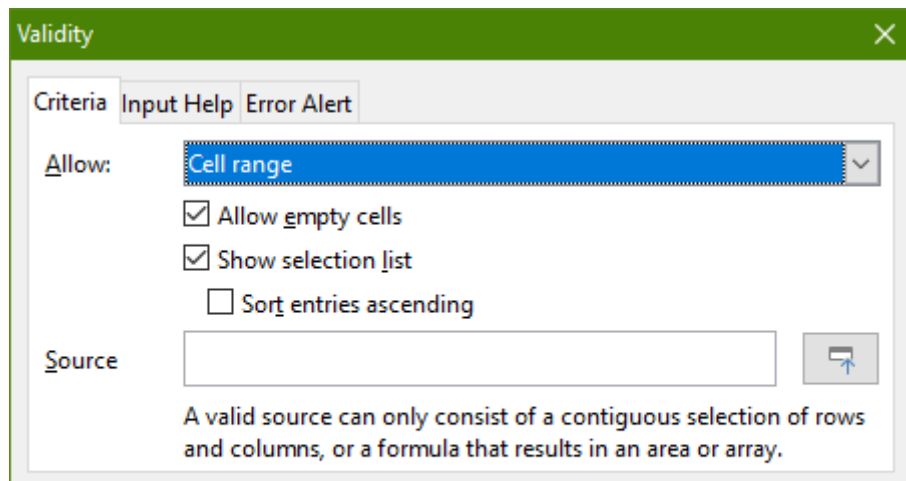 Validity
Criteria Input Help Error Alert
Allow: Cell range
Allow empty cells
Show selection list
Sort entries ascending
Source
A valid source can only consist of a contiguous selection of rows
and columns, or a formula that results in an area or array.